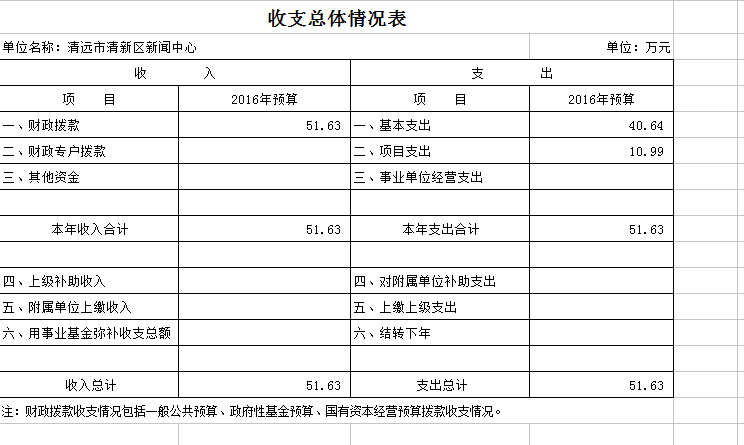 收支总体情况表
单位名称：清远市清新区新闻中心 单位：万元
收 入 支 出
项 目 2016年预算 项 目 2016年预算
一、财政拨款 51.63 一、基本支出 40.64
二、财政专户拨款 二、项目支出 10.99
三、其他资金 三、事业单位经营支出
本年收入合计 51.63 本年支出合计 51.63
四、上级补助收入 四、对附属单位补助支出
五、附属单位上缴收入 五、上缴上级支出
六、用事业基金弥补收支总额 六、结转下年
收入总计 51.63 支出总计 51.63
注：财政拨款收支情况包括一般公共预算、政府性基金预算、国有资本经营预算拨款收支情况。